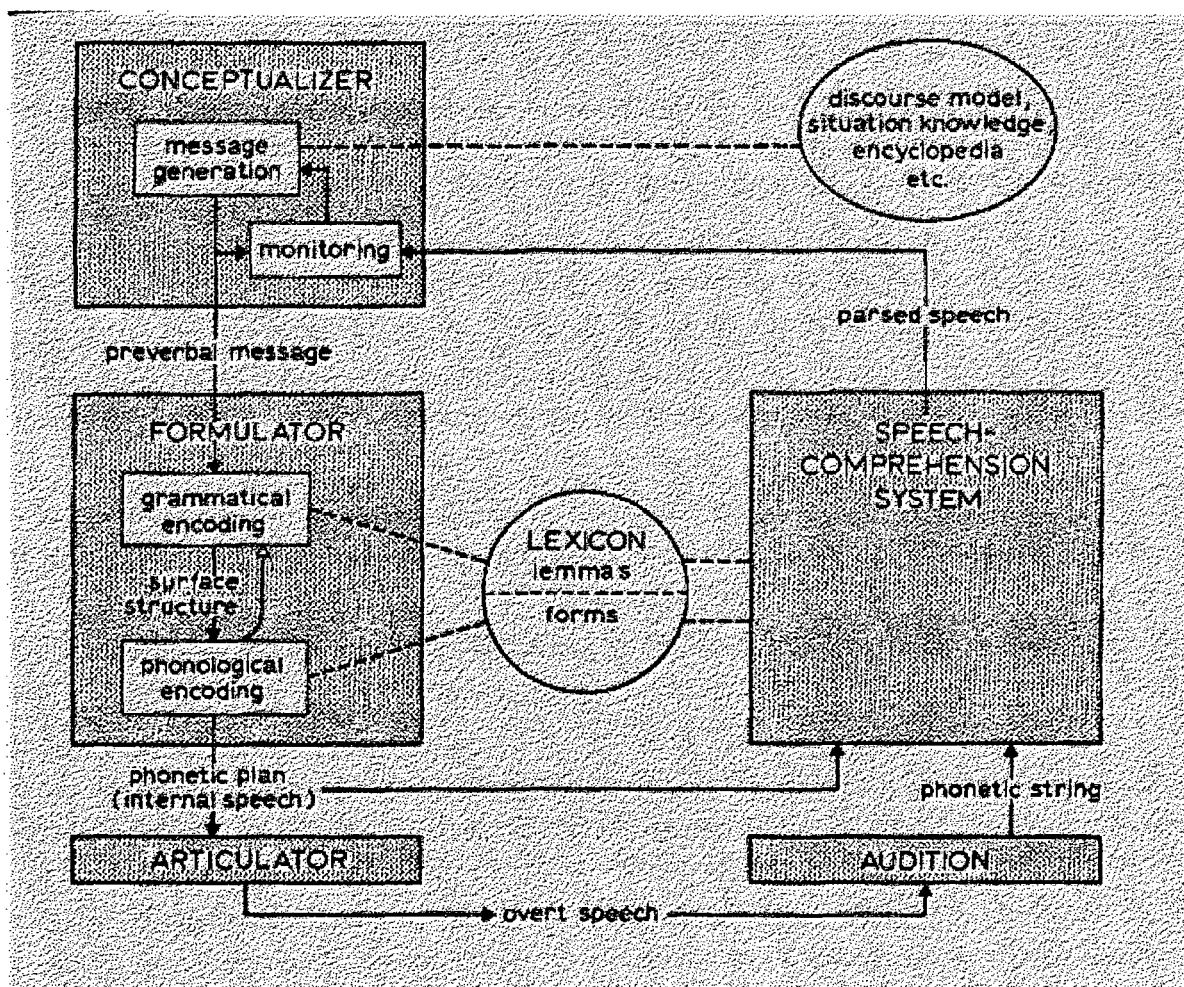 CONCEPTUALIZER
message
generation
monitoring
discourse model,
situation knowledge,
encyclopedia
etc.
parsed speech
preverbal message
FORMULATOR
grammatical
encoding
surface
structure
phonological
encoding
LEXICON
lemmas
forms
SPEECH-
COMPREHENSION
SYSTEM
phonetic plan
(internal speech)
phonetic string
ARTICULATOR
AUDITION
overt speech